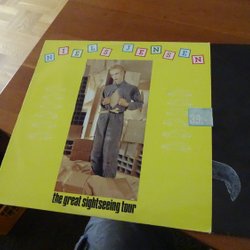 NIELS JENSEN
the great sightseeing tour